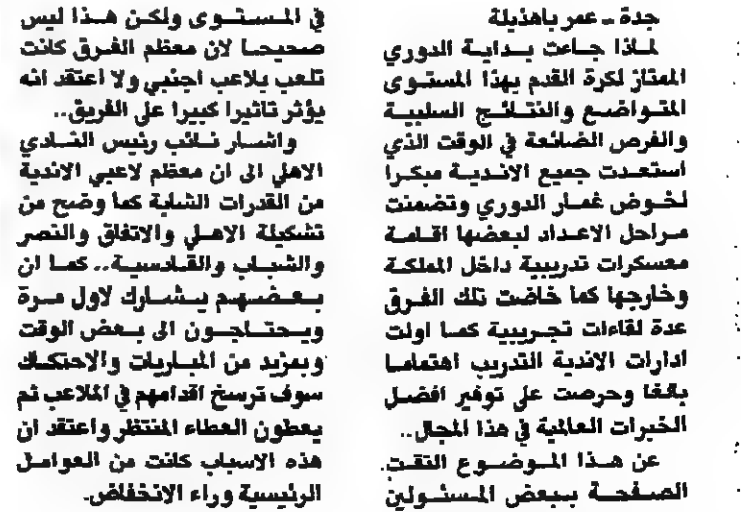 جدة ـ عمر باهذيلة
لماذا جاءت بداية الدوري
الممتاز لكرة القدم بهذا المستوى
المتواضع والنتائج السلبية
والفرص الضائعة في الوقت الذي
استعدت جميع الاندية مبكرا
لخوض غمار الدوري وتضمنت
مراحل الاعداد لبعضها اقامة
معسكرات تدريبية داخل المملكة
وخارجها كما خاضت تلك الفرق
عدة لقاءات تجريبية كما اولت
ادارات الاندية التدريب اهتماما
بالغا وحرصت على توفير افضل
الخبرات العالمية في هذا المجال..
عن هذا الموضوع التقت
الصفحة ببعض المسئولين
في المستوى ولكن هذا ليس
صحيحا لان معظم الفرق كانت
تلعب بلاعب اجنبي ولا اعتقد انه
يؤثر تاثيرا كبيرا على الفريق..
واشار نائب رئيس النادي
الاهلي الى ان معظم لاعبي الاندية
من القدرات الشابة كما وضح من
تشكيلة الاهلي والاتفاق والنصر
والشباب والقادسية.. كما ان
بعضهم يشارك لاول مرة
ويحتاجون الى بعض الوقت
وبمزيد من المباريات والاحتكاك
سوف ترسخ اقدامهم في الملاعب ثم
يعطون العطاء المنتظر واعتقد ان
هذه الاسباب كانت من العوامل
الرئيسية وراء الانخفاض.